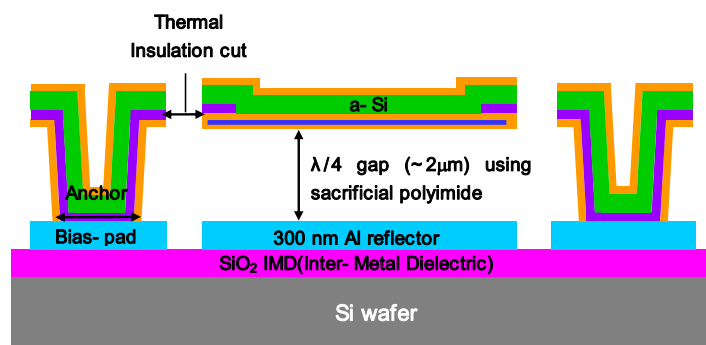 Thermal
Insulation cut
a- Si
λ/4 gap (~2μm) using
sacrificial polyimide
Anchor
Bias- pad
300 nm Al reflector
SiO₂ IMD(Inter- Metal Dielectric)
Si wafer